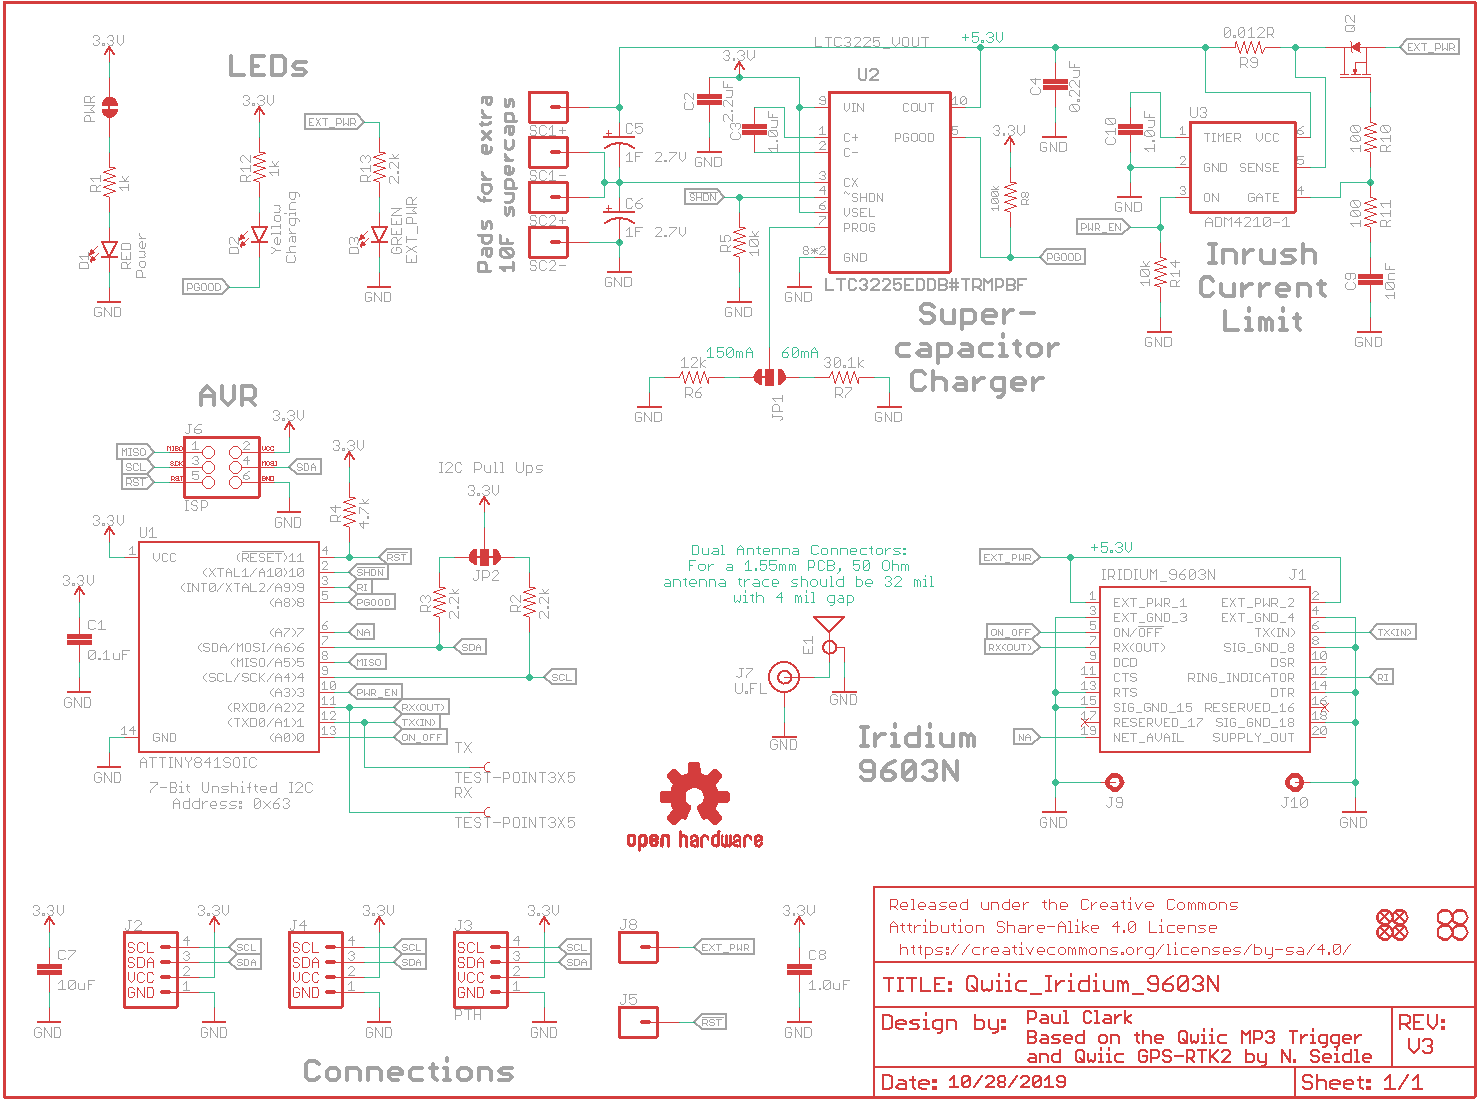 3.3V
PWR
R1
1k
D1
RED
Power
GND
LEDs
3.3V
R12
1k
D2
Yellow
Charging
PGOOD
EXT_PWR
R13
2.2k
D3
GREEN
EXT_PWR
GND
Pads for extra
10F supercaps
SC1+
SC1-
SC2+
SC2-
C5
1F 2.7V
C6
1F 2.7V
GND
LTC3225_VOUT
+5.3V
3.3V
C2
2.2uF
GND
C3
1.0uF
SHDN
R5
10k
GND
U2
9 VIN
COUT 10
1 C+
PGOOD 5
2 C-
3 CX
4 ~SHDN
6 VSEL
7 PROG
8*2 GND
LTC3225EDDB#TRMPBF
GND
Super-
capacitor
Charger
150mA
60mA
12k
R6
GND
JP1
30.1k
R7
GND
3.3V
100k
R8
PGOOD
C4
0.22uF
GND
0.012R
R9
Q2
EXT_PWR
C10
1.0uF
GND
U3
1 TIMER VCC 6
2 GND SENSE 5
3 ON GATE 4
ADM4210-1
PWR_EN
10k
R14
GND
Inrush
Current
Limit
100
R10
100
R11
C9
10nF
GND
AVR
3.3V
J6
MISO
SCL
RST
MISO 1 2 VCC
SCK 3 4 MOSI
RST 5 6 GND
SDA
ISP
GND
3.3V
R4
4.7k
3.3V
U1
1 VCC
14 GND
(RESET)11 4 RST
(XTAL1/A10)10 2 SHDN
(INT0/XTAL2/A9)9 3 RI
(A8)8 5 PGOOD
(A7)7 6 NA
(SDA/MOSI/A6)6 7 SDA
(MISO/A5)5 8 MISO
(SCL/SCK/A4)4 9 SCL
(A3)3 10 PWR_EN
(RXD0/A2)2 11 RX(OUT)
(TXD0/A1)1 12 TX(IN)
(A0)0 13 ON_OFF
ATTINY841SOIC
7-Bit Unshifted I2C
Address: 0x63
C1
0.1uF
GND
GND
TX
TEST-POINT3X5
RX
TEST-POINT3X5
I2C Pull Ups
3.3V
JP2
R3
2.2k
R2
2.2k
Dual Antenna Connectors:
For a 1.55mm PCB, 50 Ohm
antenna trace should be 32 mil
with 4 mil gap
E1
J7
U.FL
GND
GND
open hardware
Iridium
9603N
EXT_PWR
+5.3V
IRIDIUM_9603N
J1
1 EXT_PWR_1 EXT_PWR_2 2
3 EXT_GND_3 EXT_GND_4 4
ON_OFF 5 ON/OFF TX(IN) 6 TX(IN)
RX(OUT) 7 RX(OUT) SIG_GND_8 8
9 DCD DSR 10
11 CTS RING_INDICATOR 12 RI
13 RTS DTR 14
15 SIG_GND_15 RESERVED_16 16
17 RESERVED_17 SIG_GND_18 18
NA 19 NET_AVAIL SUPPLY_OUT 20
J9
J10
GND
GND
3.3V
C7
10uF
GND
J2
3.3V
SCL 4 SCL
SDA 3 SDA
VCC 2
GND 1
GND
J4
3.3V
SCL 4 SCL
SDA 3 SDA
VCC 2
GND 1
GND
J3
3.3V
SCL 4 SCL
SDA 3 SDA
VCC 2
GND 1
PTH
GND
J8
EXT_PWR
J5
RST
3.3V
C8
1.0uF
GND
Connections
Released under the Creative Commons
Attribution Share-Alike 4.0 License
https://creativecommons.org/licenses/by-sa/4.0/
TITLE: Qwiic_Iridium_9603N
Design by: Paul Clark
Based on the Qwiic MP3 Trigger
and Qwiic GPS-RTK2 by N. Seidle
REV:
V3
Date: 10/28/2019
Sheet: 1/1